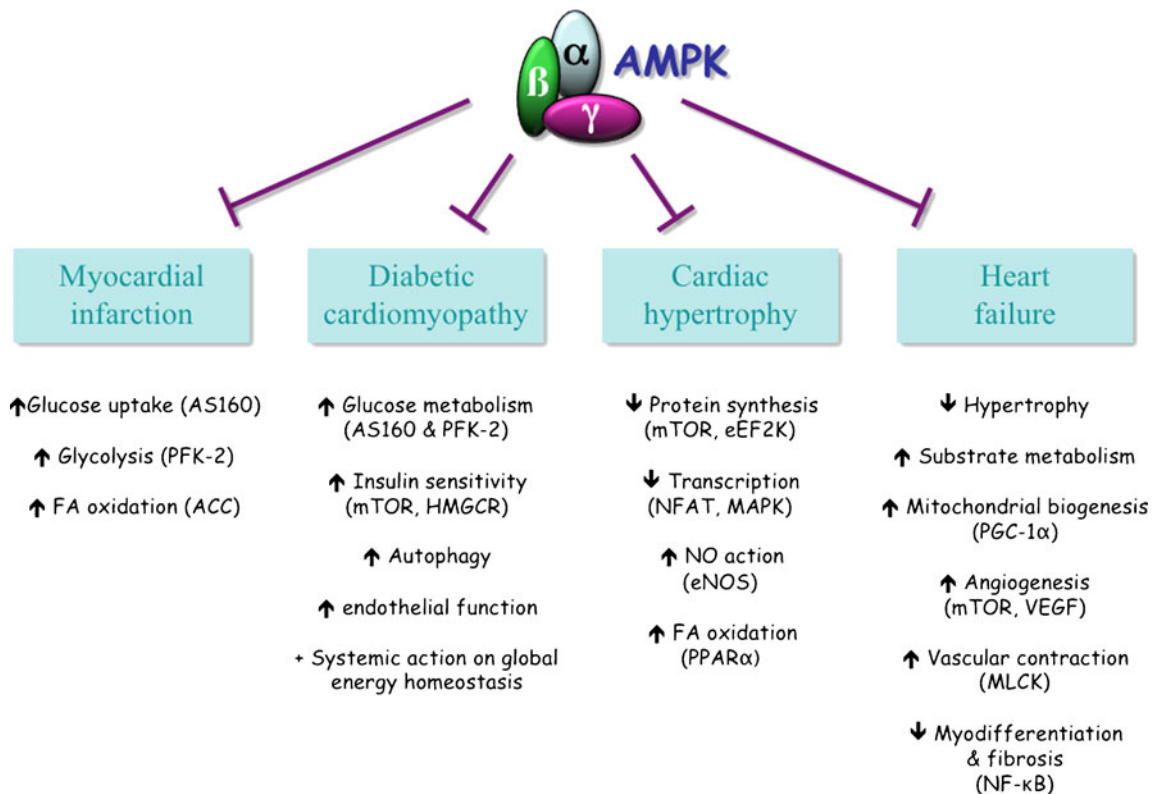 α
β
γ
AMPK
Myocardial
infarction
↑Glucose uptake (AS160)
↑ Glycolysis (PFK-2)
↑ FA oxidation (ACC)
Diabetic
cardiomyopathy
↑ Glucose metabolism
(AS160 & PFK-2)
↑ Insulin sensitivity
(mTOR, HMGCR)
↑ Autophagy
↑ endothelial function
+ Systemic action on global
energy homeostasis
Cardiac
hypertrophy
↓ Protein synthesis
(mTOR, eEF2K)
↓ Transcription
(NFAT, MAPK)
↑ NO action
(eNOS)
↑ FA oxidation
(PPARα)
Heart
failure
↓ Hypertrophy
↑ Substrate metabolism
↑ Mitochondrial biogenesis
(PGC-1α)
↑ Angiogenesis
(mTOR, VEGF)
↑ Vascular contraction
(MLCK)
↓ Myodifferentiation
& fibrosis
(NF-κB)